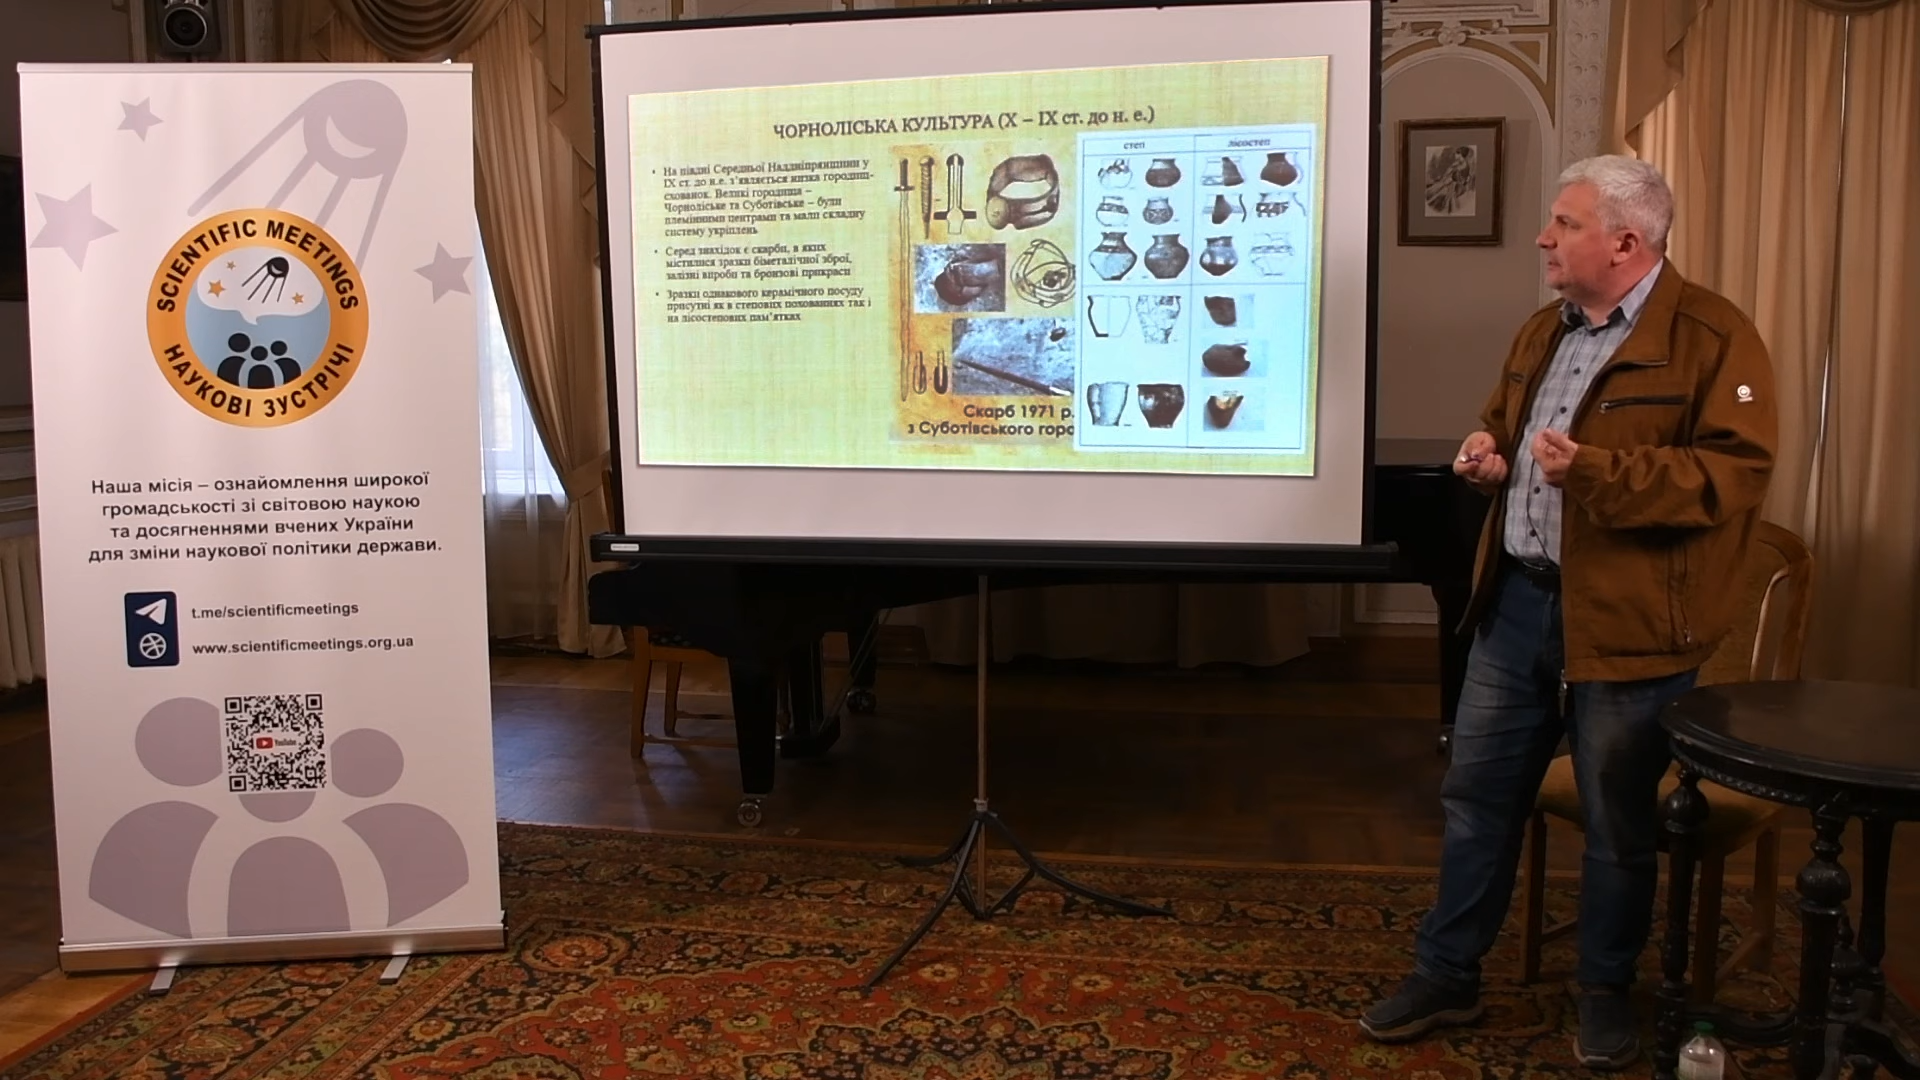 SCIENTIFIC MEETINGS
НАУКОВІ ЗУСТРІЧІ
Наша місія – ознайомлення широкої
громадськості зі світовою наукою
та досягненнями вчених України
для зміни наукової політики держави.
t.me/scientificmeetings
www.scientificmeetings.org.ua
YouTube
ЧОРНОЛІСЬКА КУЛЬТУРА (X – IX ст. до н. е.)
• На півдні Середньої Наддніпрянщини у
IX ст. до н.е. з'являється низка городищ-
схованок. Великі городища –
Чорноліське та Суботівське – були
племінними центрами та мали складну
систему укріплень
• Серед знахідок є скарби, в яких
містилися зразки біметалічної зброї,
залізні вироби та бронзові прикраси
• Зразки однакового керамічного посуду
присутні як в степових похованнях так і
на лісостепових пам'ятках
Скарб 1971 р.
з Суботівського горо
степ
лісостеп